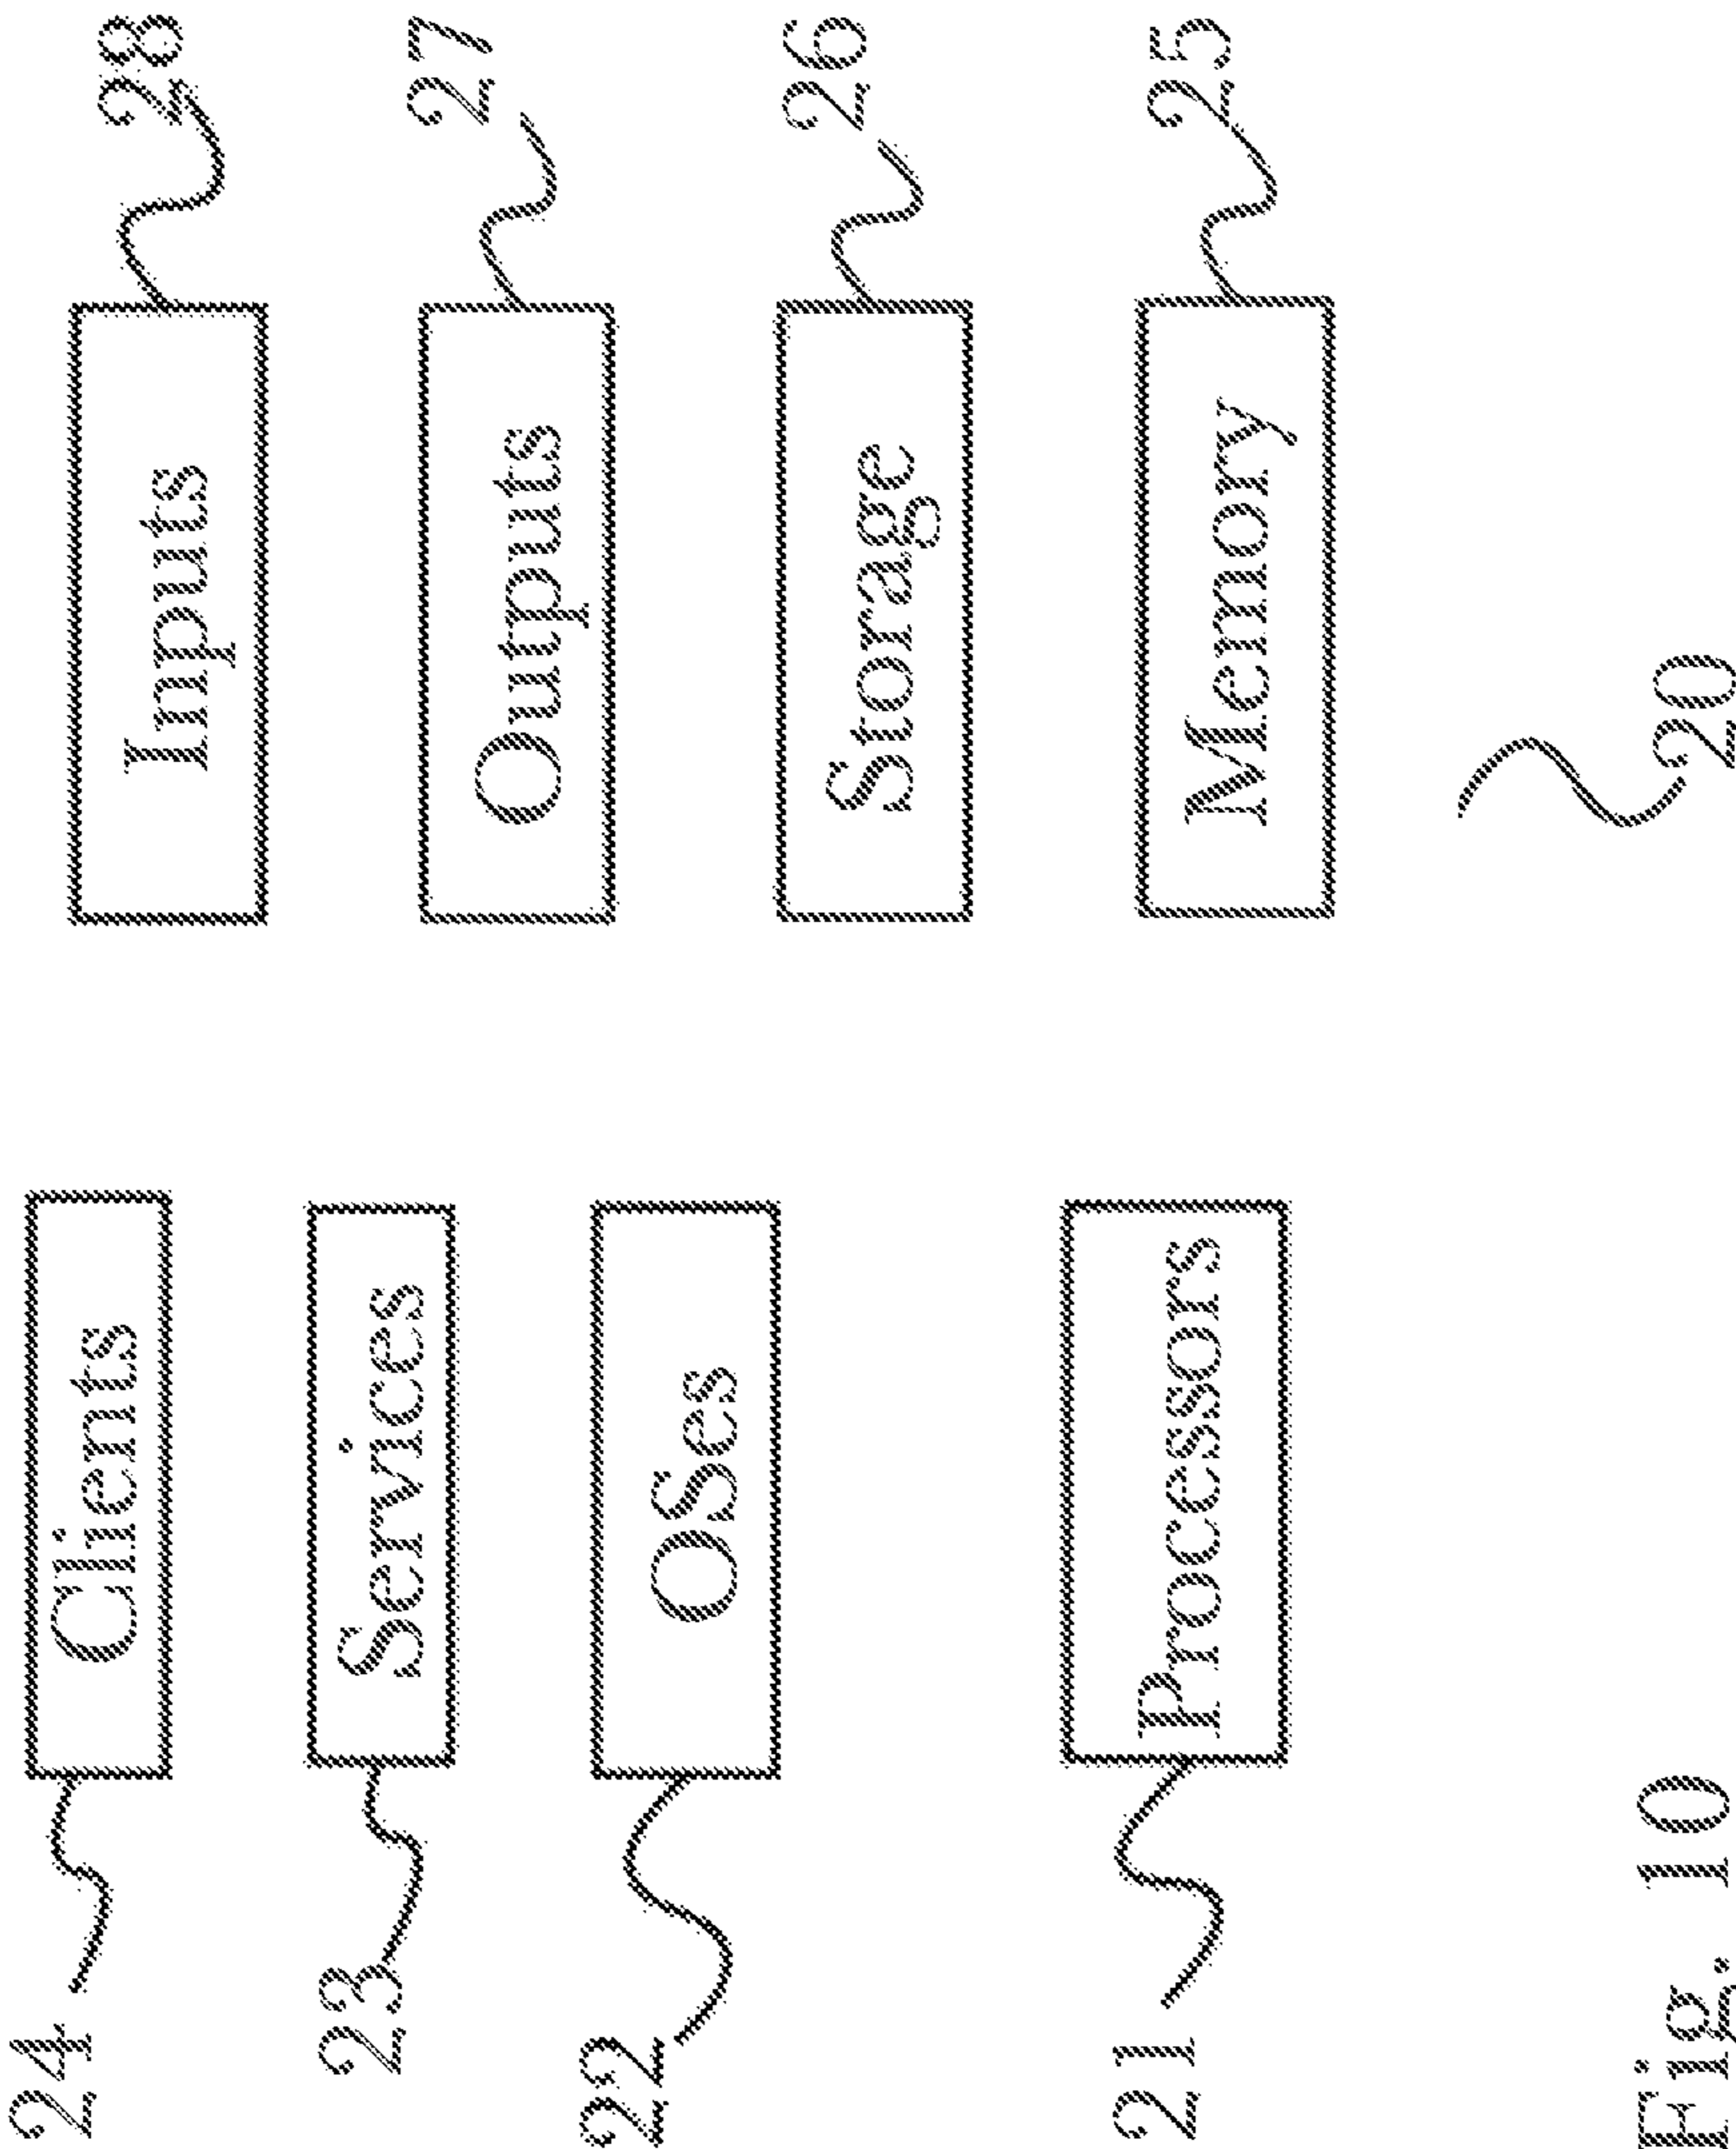 24 Clients Inputs 28
23 Services Outputs 27
22 OSes Storage 26
21 Processors Memory 25
Fig. 10 20